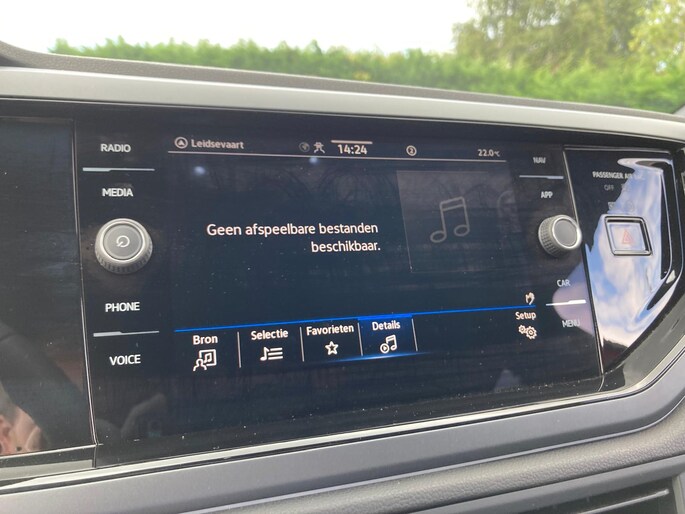 RADIO
MEDIA
PHONE
VOICE
Leidsevaart
14:24
2
22.0°C
Geen afspeelbare bestanden
beschikbaar.
Bron
Selectie
Favorieten
Details
Setup
NAV
APP
CAR
MENU
PASSENGER AIR
OFF